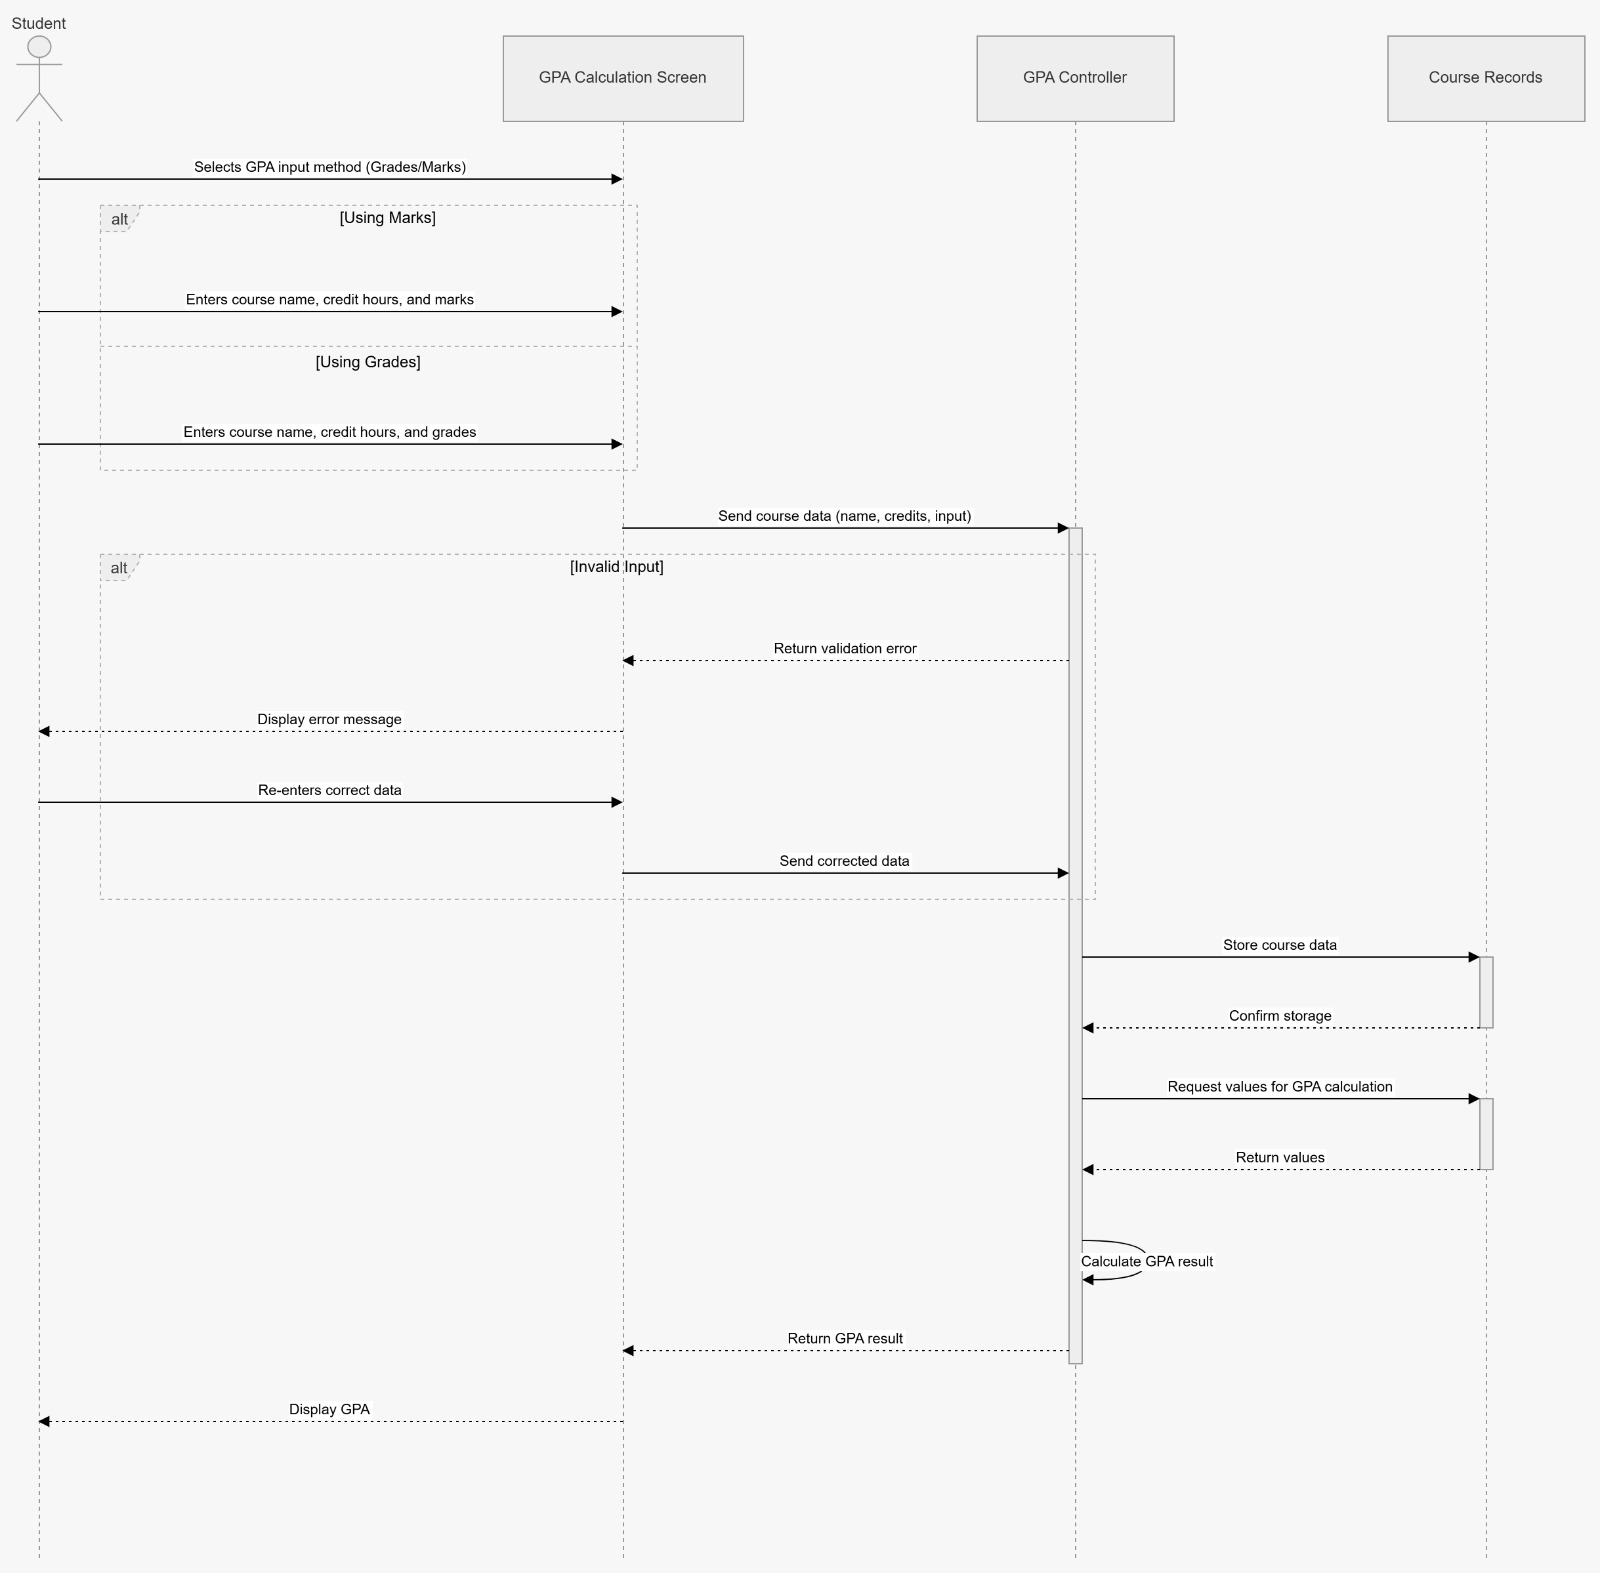 Student
GPA Calculation Screen
GPA Controller
Course Records
Selects GPA input method (Grades/Marks)
alt
[Using Marks]
Enters course name, credit hours, and marks
[Using Grades]
Enters course name, credit hours, and grades
Send course data (name, credits, input)
alt
[Invalid Input]
Return validation error
Display error message
Re-enters correct data
Send corrected data
Store course data
Confirm storage
Request values for GPA calculation
Return values
Calculate GPA result
Return GPA result
Display GPA